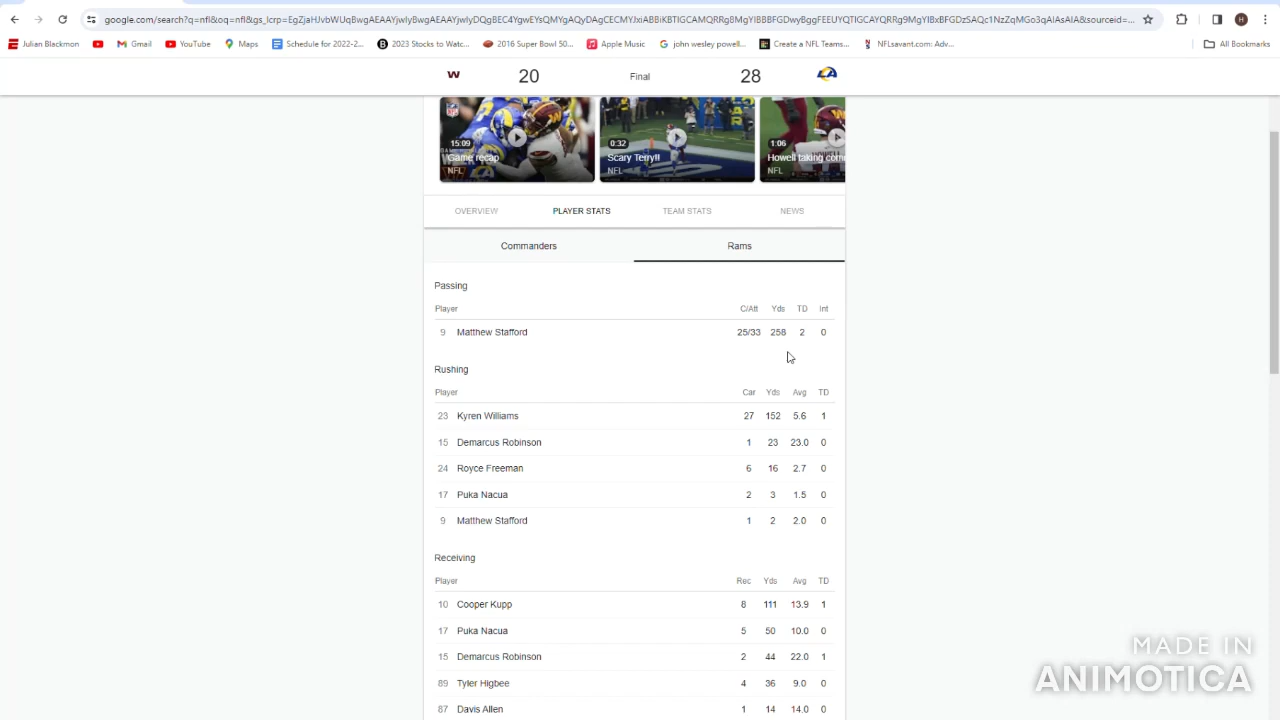 google.com/search?q=nfl&oq=nfl&gs_lcrp=EgZjaHJvbWUqBwgAEAAYjwIyBwgAEAAYjwIyDQgBEC4YgwEYsQMYgAQyDAgCECMYJxiABBiKBTIGCAMQRRg8MgYIBBBFGDwyBggFEEUYQTIGCAYQRRg9MgYIBxBFGDzSAQc1NzZqMGo3qAIAsAIA&sourceid=...
Julian Blackmon
Gmail
YouTube
Maps
Schedule for 2022-2...
2023 Stocks to Watc...
2016 Super Bowl 50...
Apple Music
john wesley powell...
Create a NFL Teams...
NFLsavant.com: Adv...
All Bookmarks
W 20 Final 28 LA
15:09
Game recap
NFL
0:32
Scary Terry!!
NFL
1:06
Howell taking com
NFL
OVERVIEW PLAYER STATS TEAM STATS NEWS
Commanders Rams
Passing
Player C/Att Yds TD Int
9 Matthew Stafford 25/33 258 2 0
Rushing
Player Car Yds Avg TD
23 Kyren Williams 27 152 5.6 1
15 Demarcus Robinson 1 23 23.0 0
24 Royce Freeman 6 16 2.7 0
17 Puka Nacua 2 3 1.5 0
9 Matthew Stafford 1 2 2.0 0
Receiving
Player Rec Yds Avg TD
10 Cooper Kupp 8 111 13.9 1
17 Puka Nacua 5 50 10.0 0
15 Demarcus Robinson 2 44 22.0 1
89 Tyler Higbee 4 36 9.0 0
87 Davis Allen 1 14 14.0 0
MADE IN
ANIMOTICA